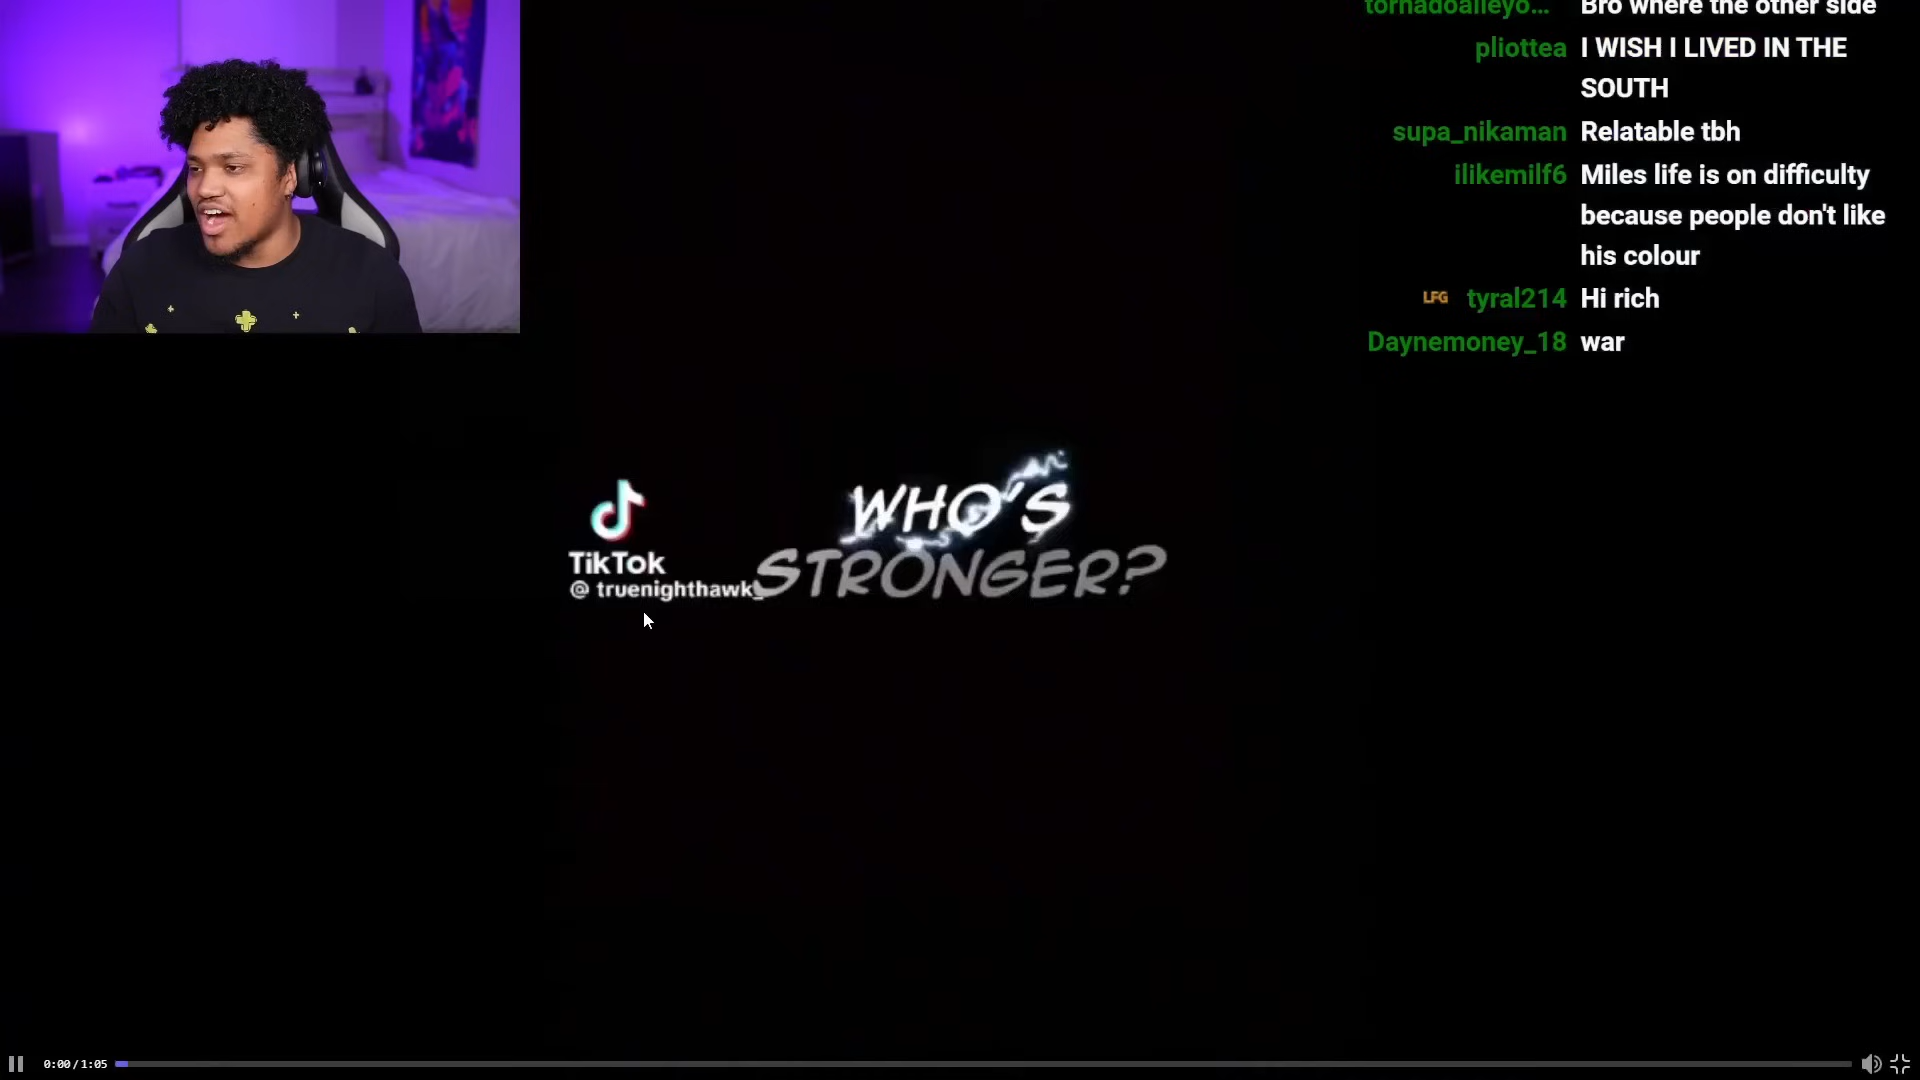 tornadoalleyo... Bro where the other side
pliottea I WISH I LIVED IN THE
SOUTH
supa_nikaman Relatable tbh
ilikemilf6 Miles life is on difficulty
because people don't like
his colour
LFG tyral214 Hi rich
Daynemoney_18 war
WHO'S
STRONGER?
TikTok
@ truenighthawk_
0:00/1:05